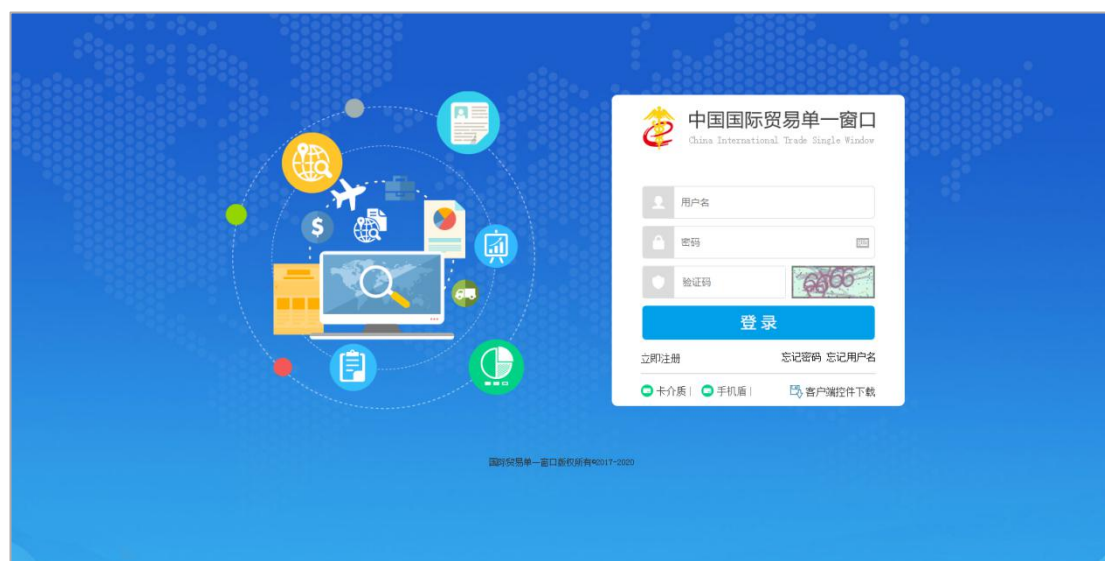 中国国际贸易单一窗口
China International Trade Single Window
用户名
密码
验证码
登录
立即注册 忘记密码 忘记用户名
卡介质| 手机盾| 客户端控件下载
国际贸易单一窗口版权所有©2017-2020